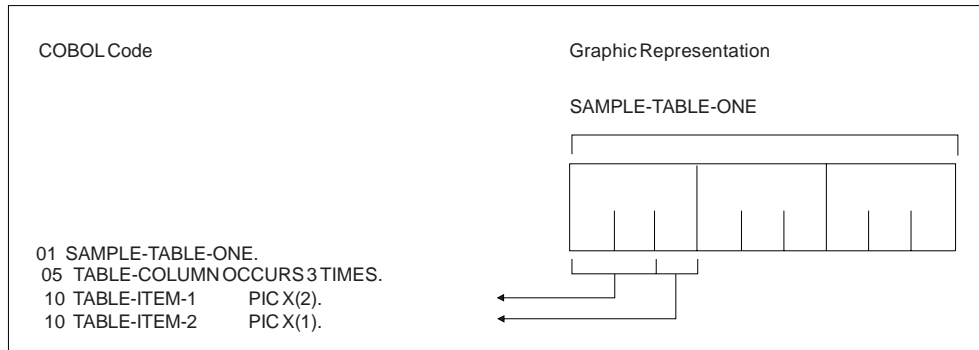 COBOL Code
Graphic Representation
SAMPLE-TABLE-ONE
01 SAMPLE-TABLE-ONE.
05 TABLE-COLUMN OCCURS 3 TIMES.
10 TABLE-ITEM-1 PIC X(2).
10 TABLE-ITEM-2 PIC X(1).